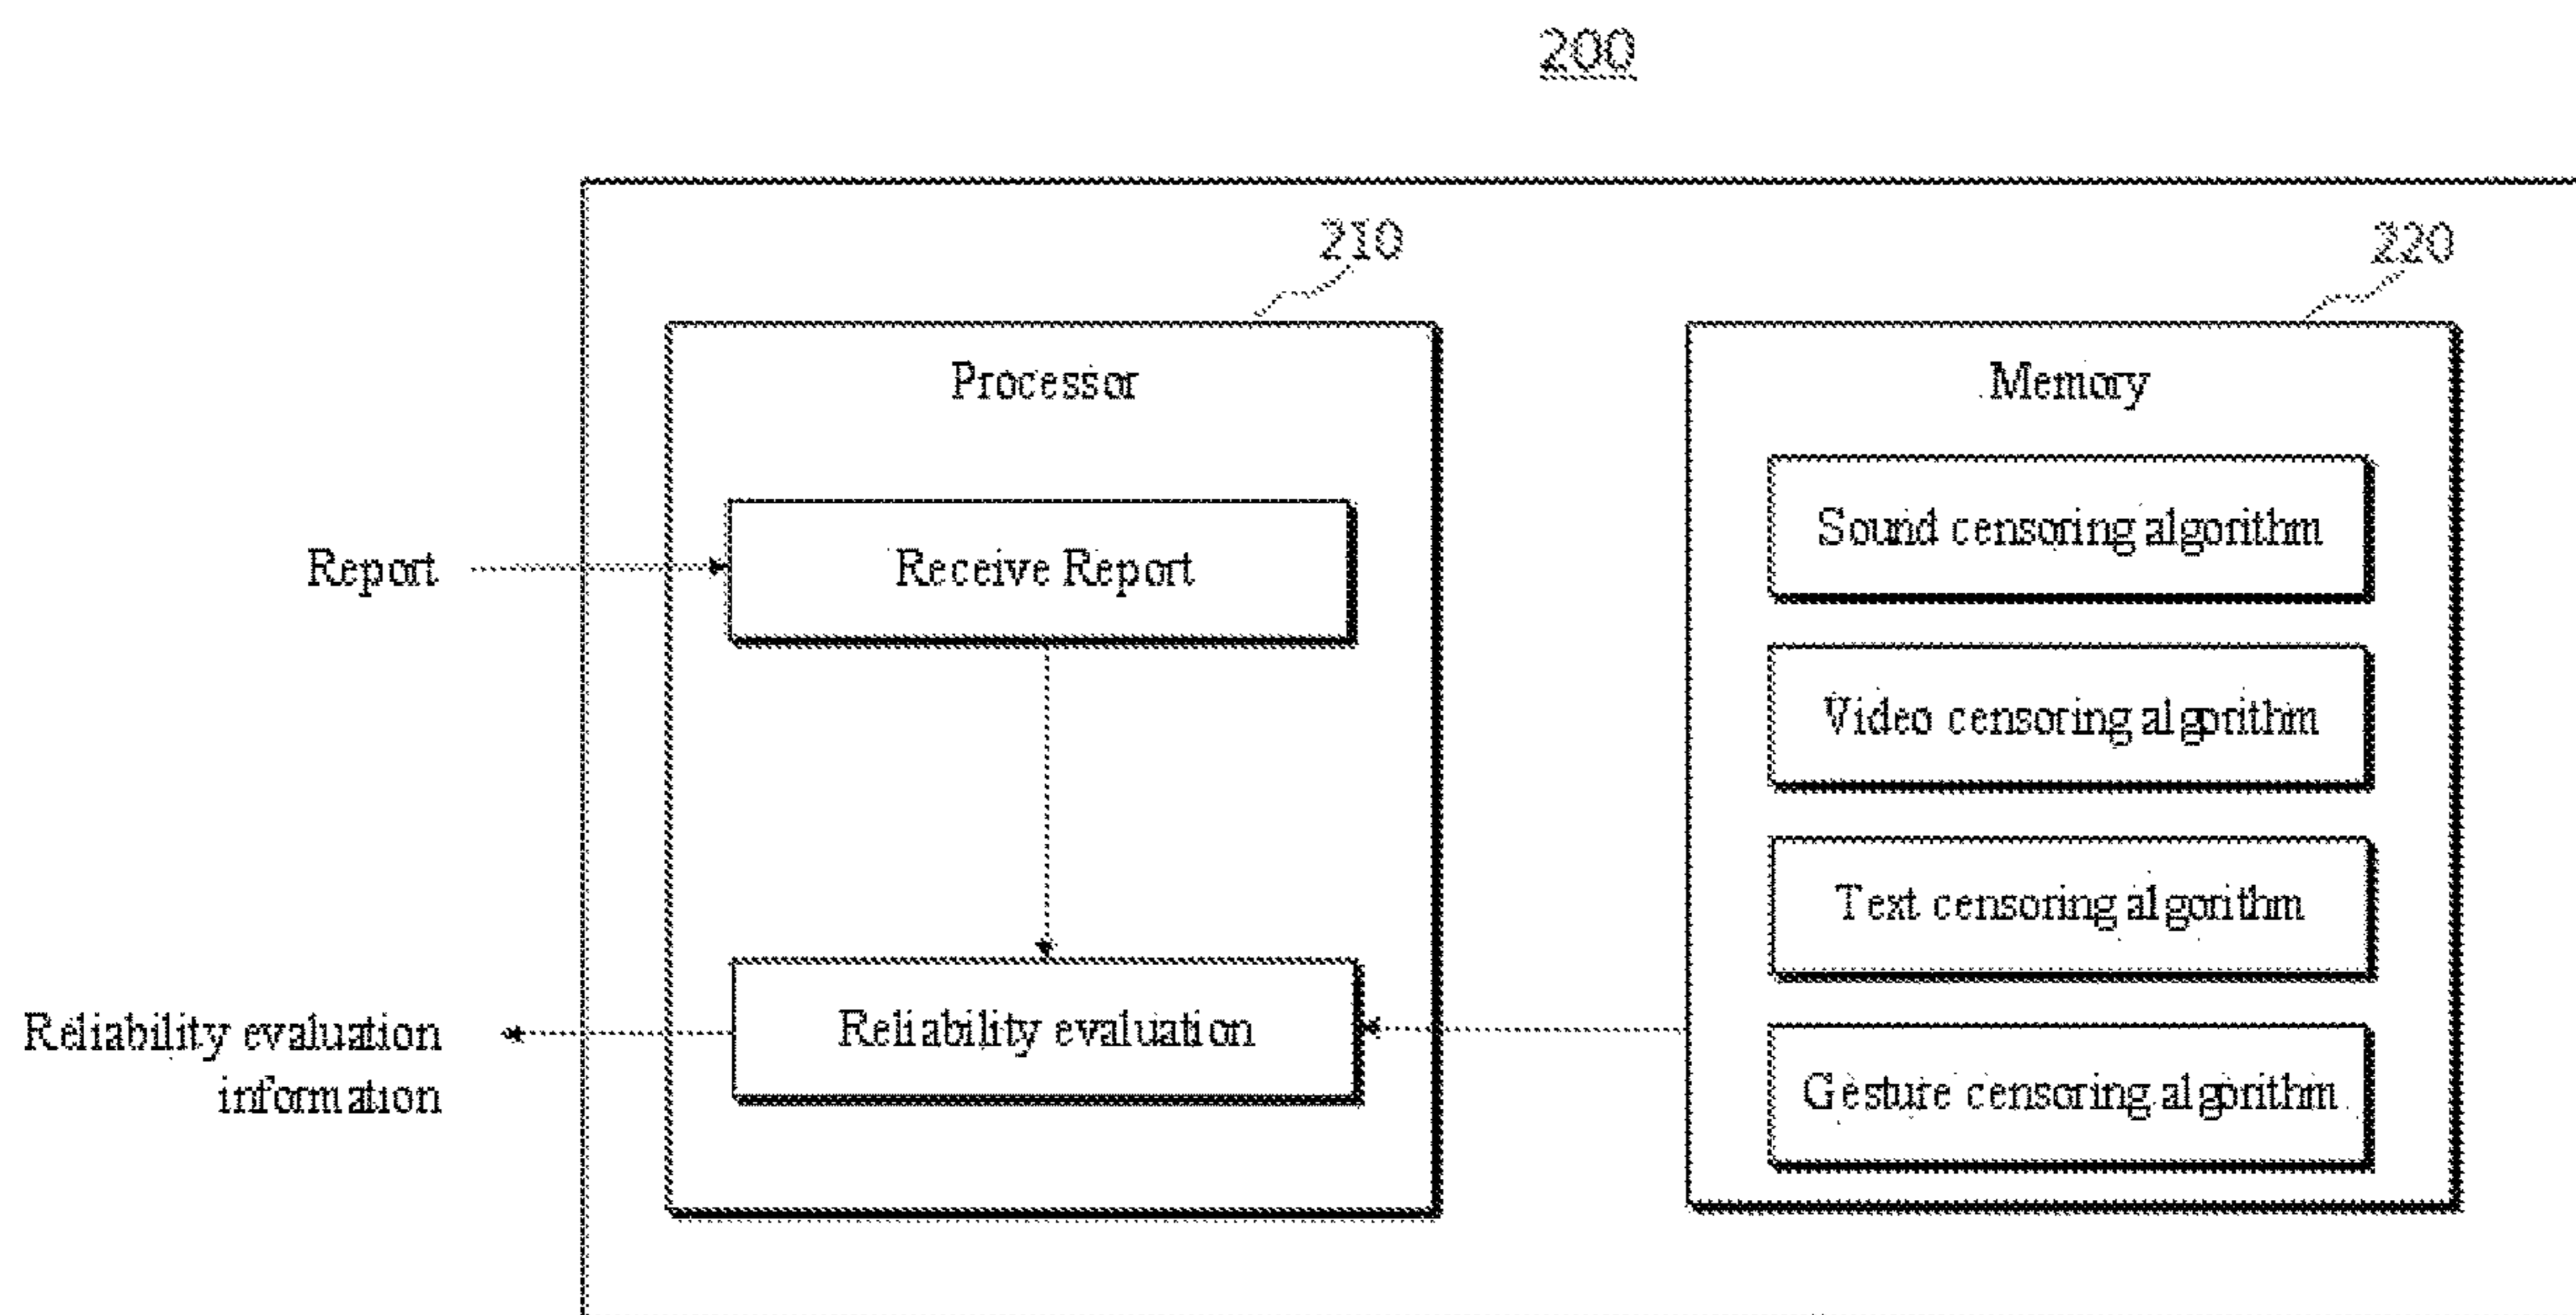 200
210
220
Processor
Memory
Report
Receive Report
Reliability evaluation
Reliability evaluation
information
Sound censoring algorithm
Video censoring algorithm
Text censoring algorithm
Gesture censoring algorithm